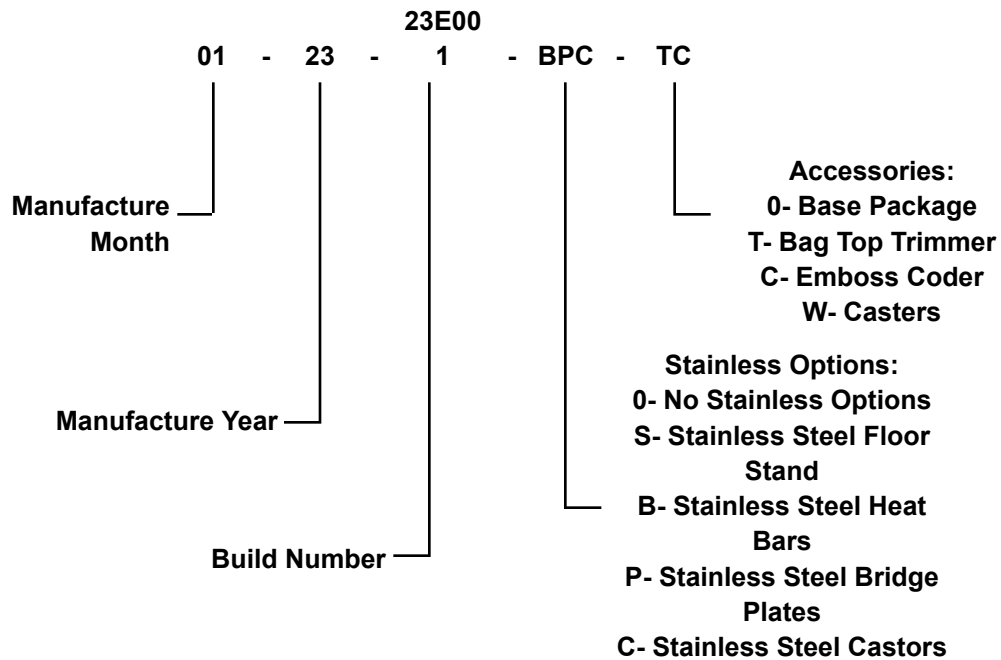 23E00
01 - 23 - 1 - BPC - TC
Accessories:
0- Base Package
T- Bag Top Trimmer
C- Emboss Coder
W- Casters
Manufacture
Month
Stainless Options:
0- No Stainless Options
S- Stainless Steel Floor
Stand
B- Stainless Steel Heat
Bars
P- Stainless Steel Bridge
Plates
C- Stainless Steel Castors
Manufacture Year
Build Number